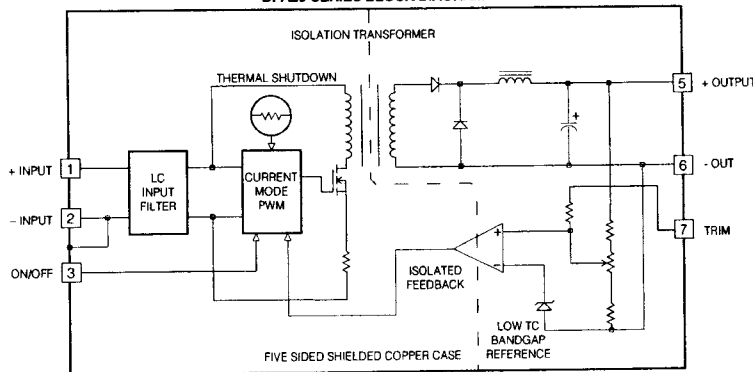 ISOLATION TRANSFORMER
THERMAL SHUTDOWN
5 + OUTPUT
+
+ INPUT 1
LC
INPUT
FILTER
CURRENT
MODE
PWM
6 - OUT
– INPUT 2
7 TRIM
+
–
ON/OFF 3
ISOLATED
FEEDBACK
LOW TC
BANDGAP
REFERENCE
FIVE SIDED SHIELDED COPPER CASE